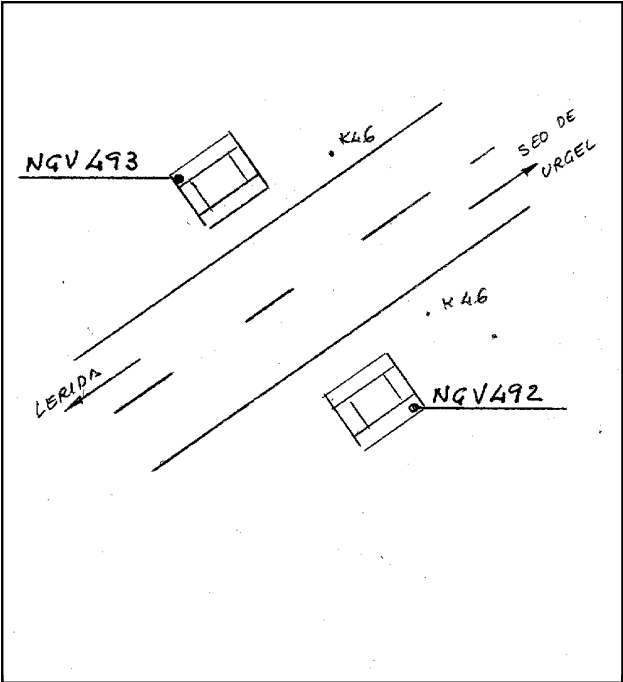 K46
NGV493
SEO DE
URGEL
K46
LERIDA
NGV492